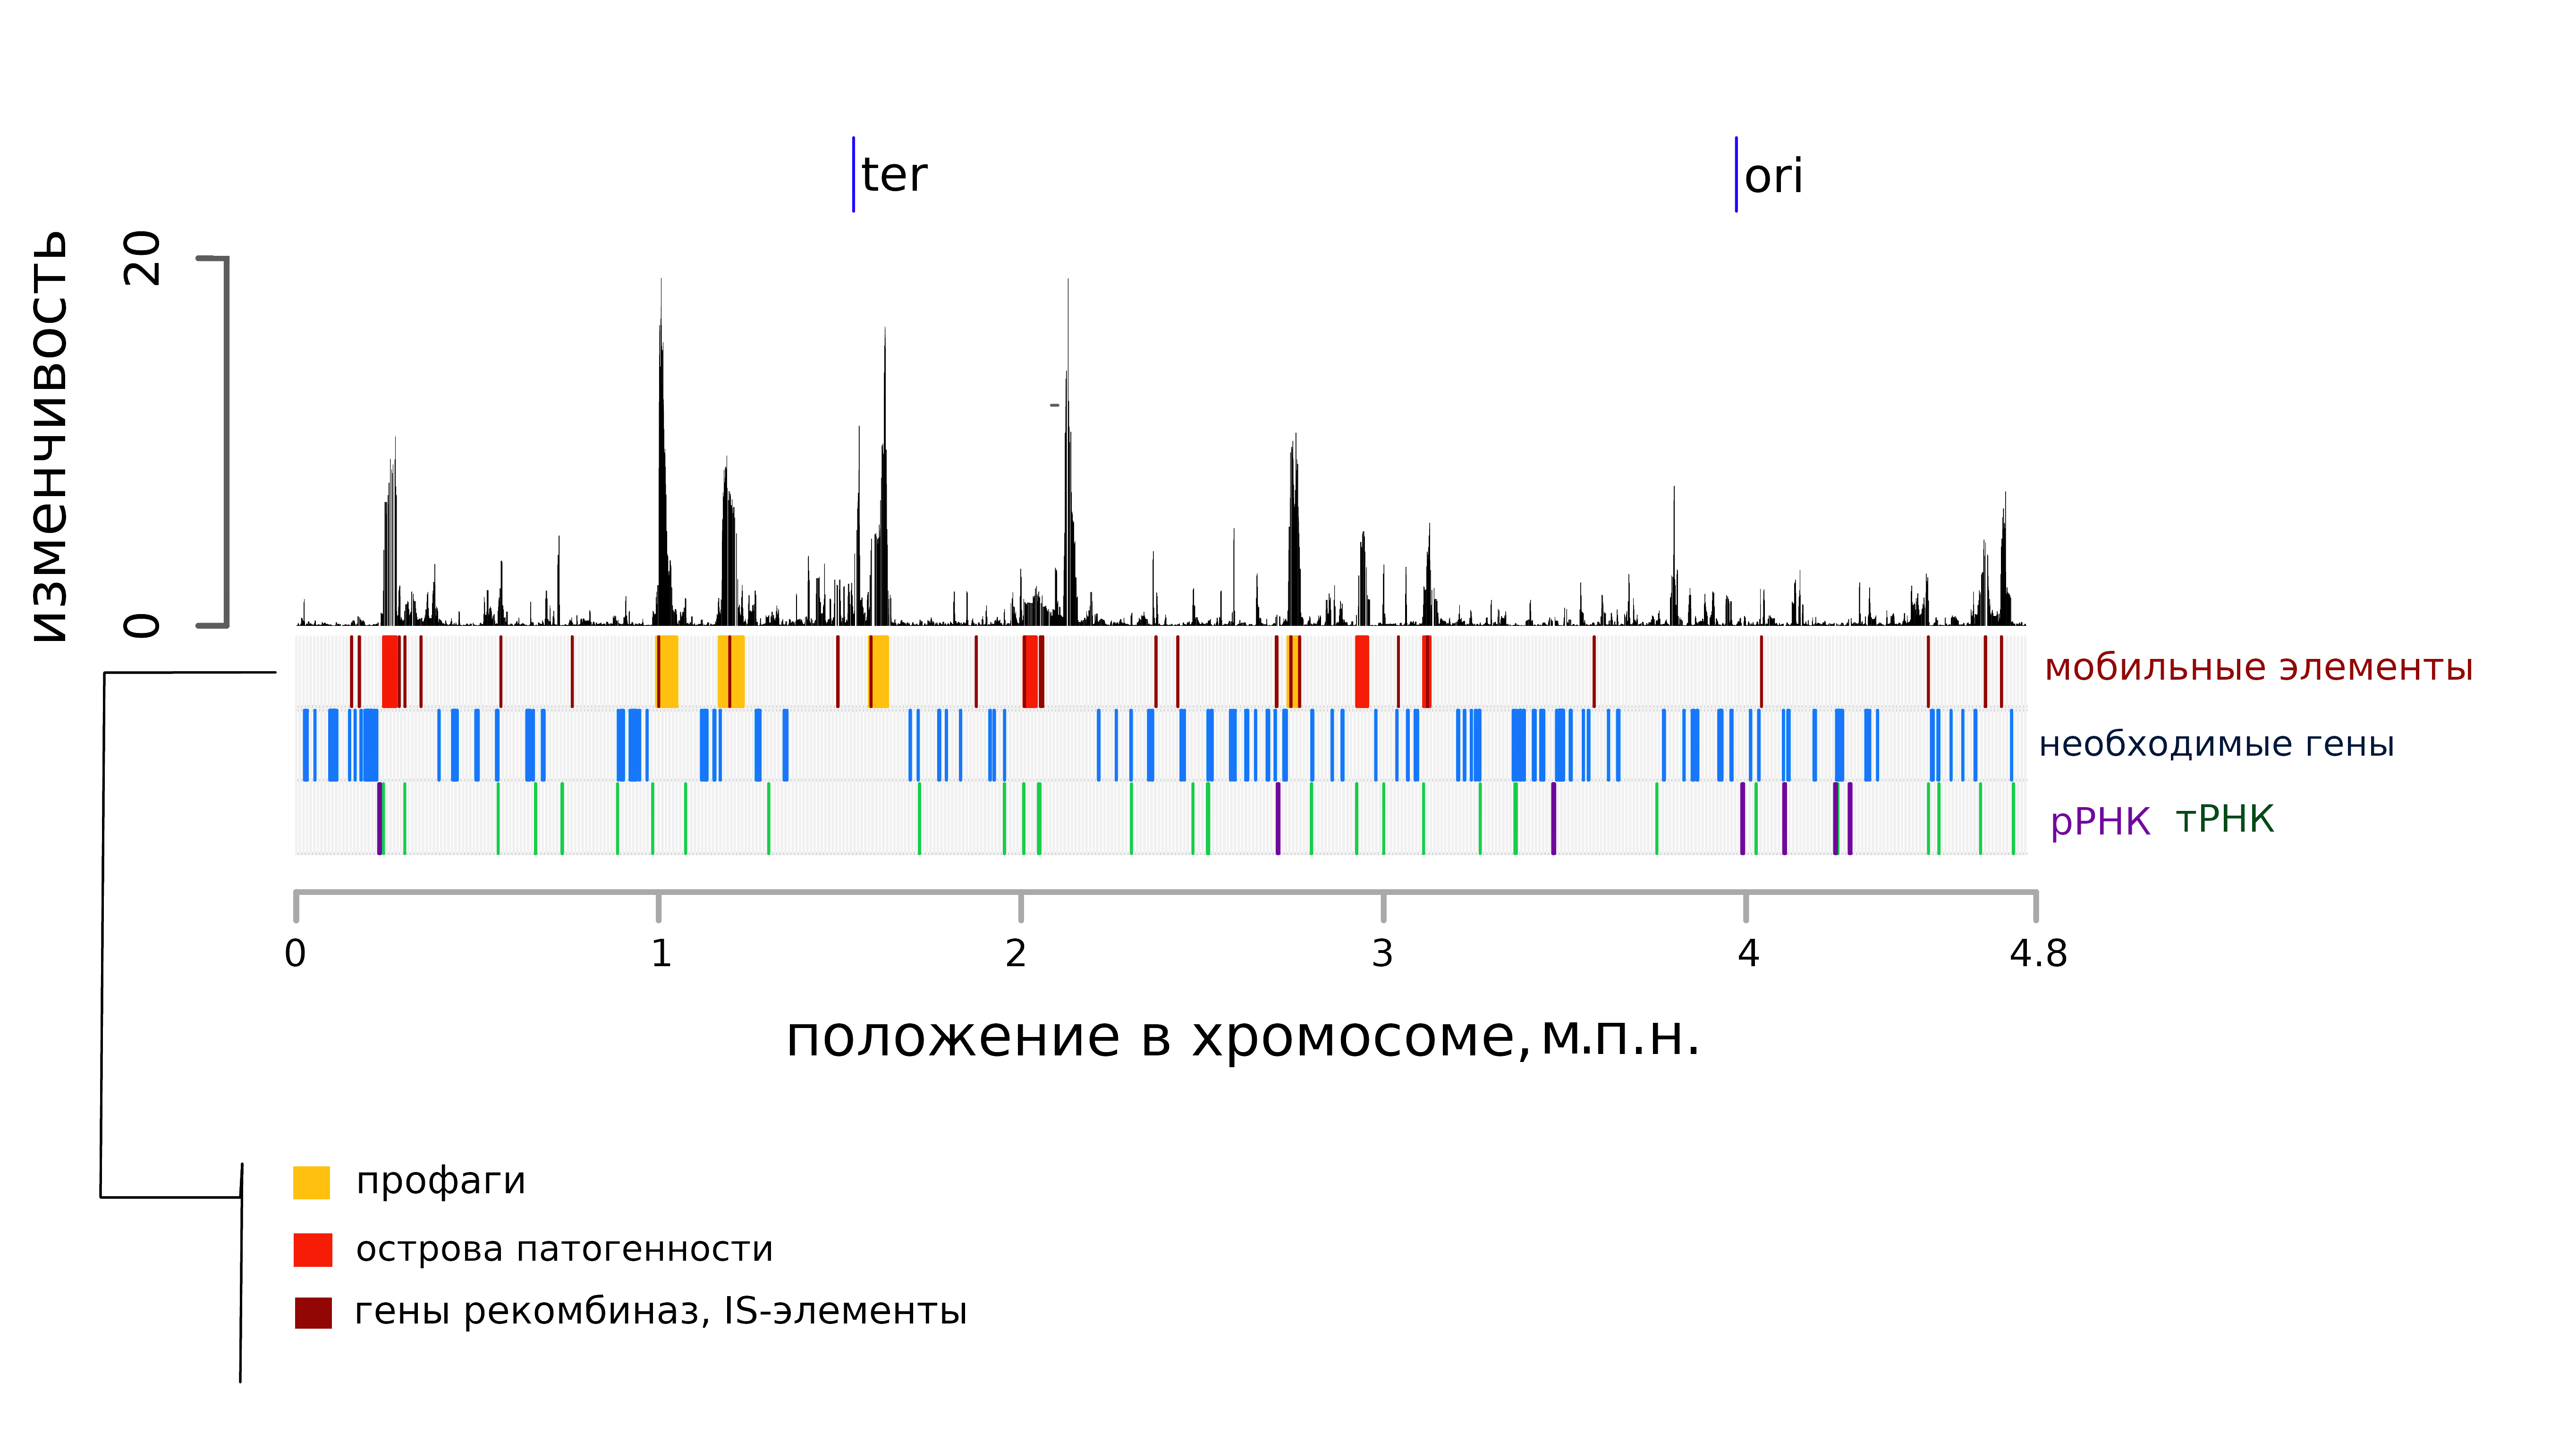 ter
ori
изменчивость
20
0
мобильные элементы
необходимые гены
рРНК тРНК
0 1 2 3 4 4.8
положение в хромосоме, м.п.н.
профаги
острова патогенности
гены рекомбиназ, IS-элементы